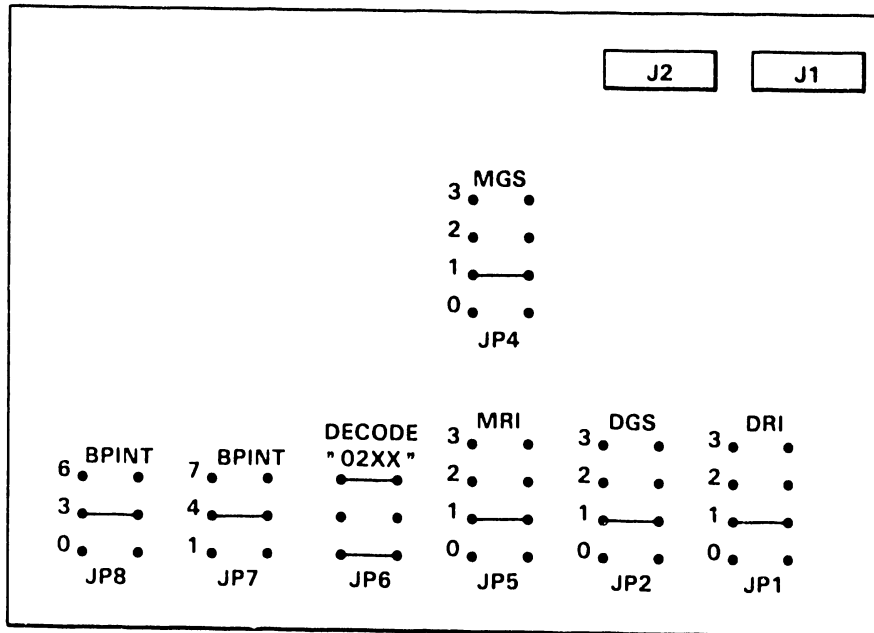 J2 J1
MGS
3
2
1
0
JP4
BPINT
6
3
0
JP8
BPINT
7
4
1
JP7
DECODE
" 02XX "
JP6
MRI
3
2
1
0
JP5
DGS
3
2
1
0
JP2
DRI
3
2
1
0
JP1